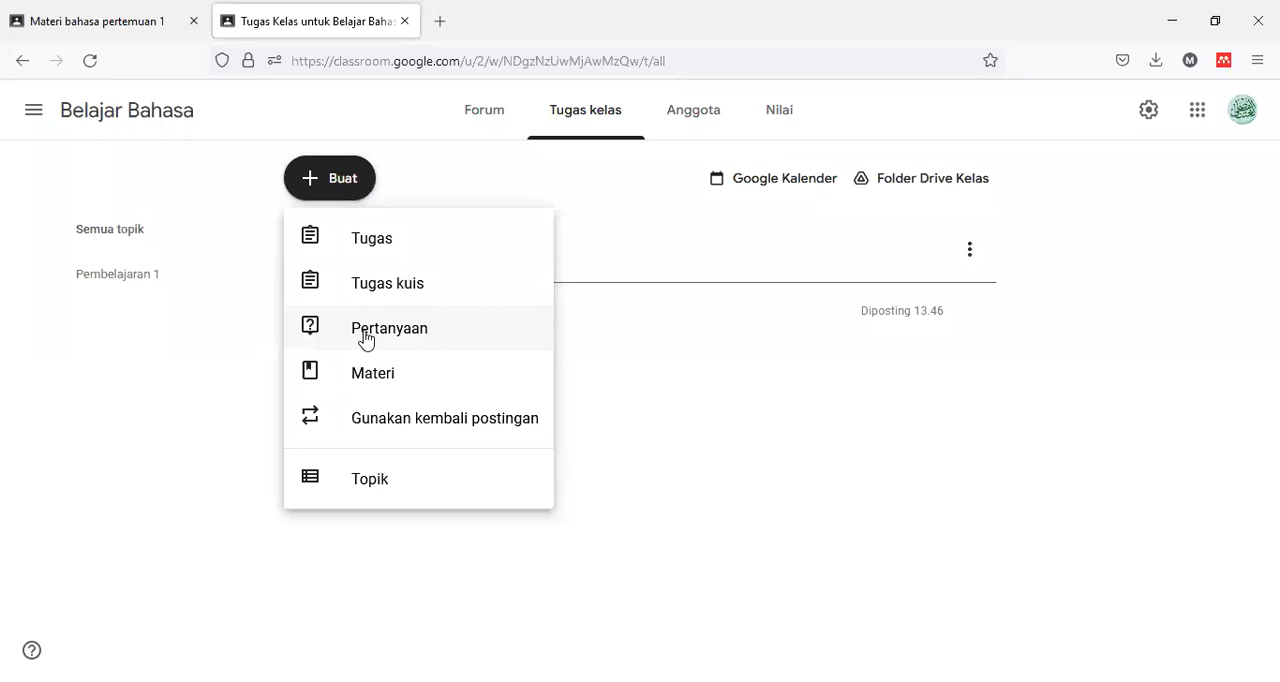 Materi bahasa pertemuan 1
Tugas Kelas untuk Belajar Bahas
https://classroom.google.com/u/2/w/NDgzNzUwMjAwMzQw/t/all
M
Belajar Bahasa
Forum
Tugas kelas
Anggota
Nilai
Buat
Google Kalender
Folder Drive Kelas
Semua topik
Pembelajaran 1
Tugas
Tugas kuis
Pertanyaan
Materi
Gunakan kembali postingan
Topik
Diposting 13.46